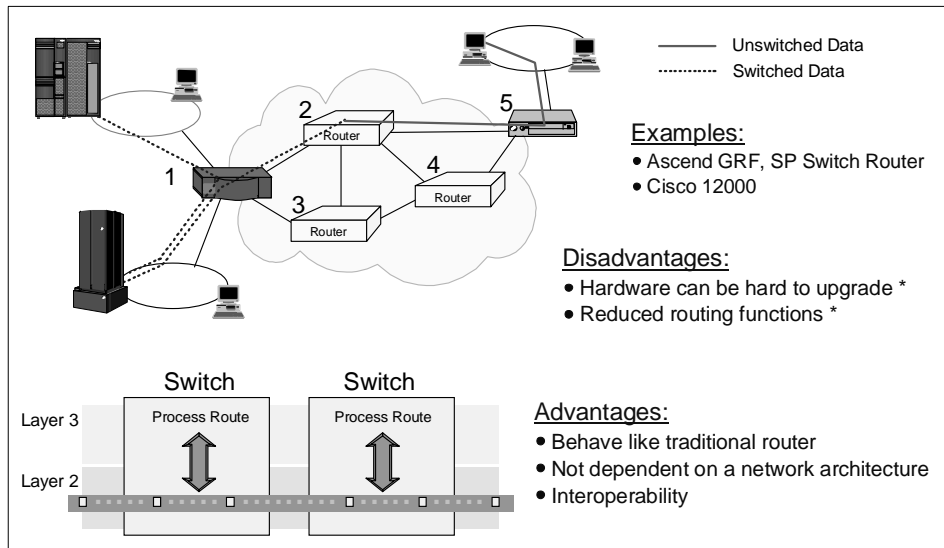 Unswitched Data
Switched Data
5
2
Router
4
Router
1
3
Router
Examples:
● Ascend GRF, SP Switch Router
● Cisco 12000
Disadvantages:
● Hardware can be hard to upgrade *
● Reduced routing functions *
Switch
Switch
Layer 3
Process Route
Process Route
Layer 2
Advantages:
● Behave like traditional router
● Not dependent on a network architecture
● Interoperability